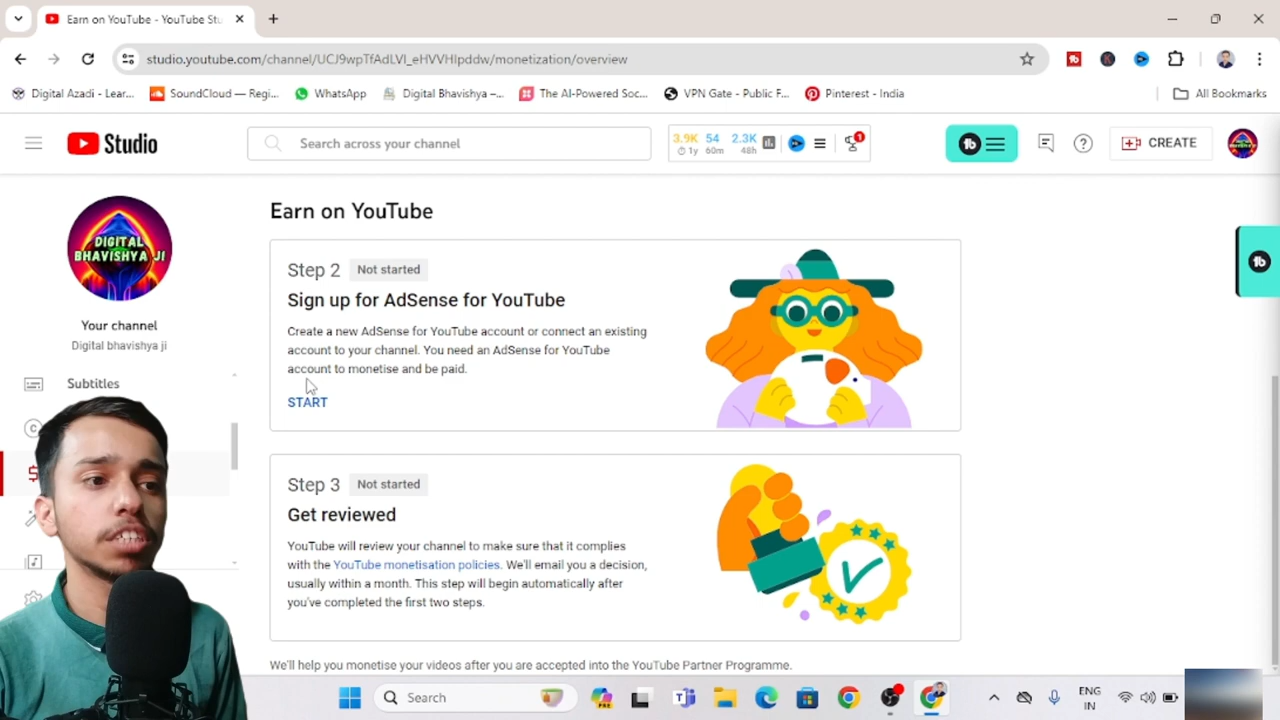 Earn on YouTube - YouTube Stu
studio.youtube.com/channel/UCJ9wpTfAdLVI_eHVVHlpddw/monetization/overview
Digital Azadi - Lear...
SoundCloud — Regi...
WhatsApp
Digital Bhavishya –...
The AI-Powered Soc...
VPN Gate - Public F...
Pinterest - India
All Bookmarks
Studio
Search across your channel
3.9K 54 2.3K
1y 60m 48h
1
CREATE
DIGITAL
BHAVISHYA JI
Your channel
Digital bhavishya ji
Subtitles
Earn on YouTube
Step 2 Not started
Sign up for AdSense for YouTube
Create a new AdSense for YouTube account or connect an existing
account to your channel. You need an AdSense for YouTube
account to monetise and be paid.
START
Step 3 Not started
Get reviewed
YouTube will review your channel to make sure that it complies
with the YouTube monetisation policies. We'll email you a decision,
usually within a month. This step will begin automatically after
you've completed the first two steps.
We'll help you monetise your videos after you are accepted into the YouTube Partner Programme.
Search
ENG
IN